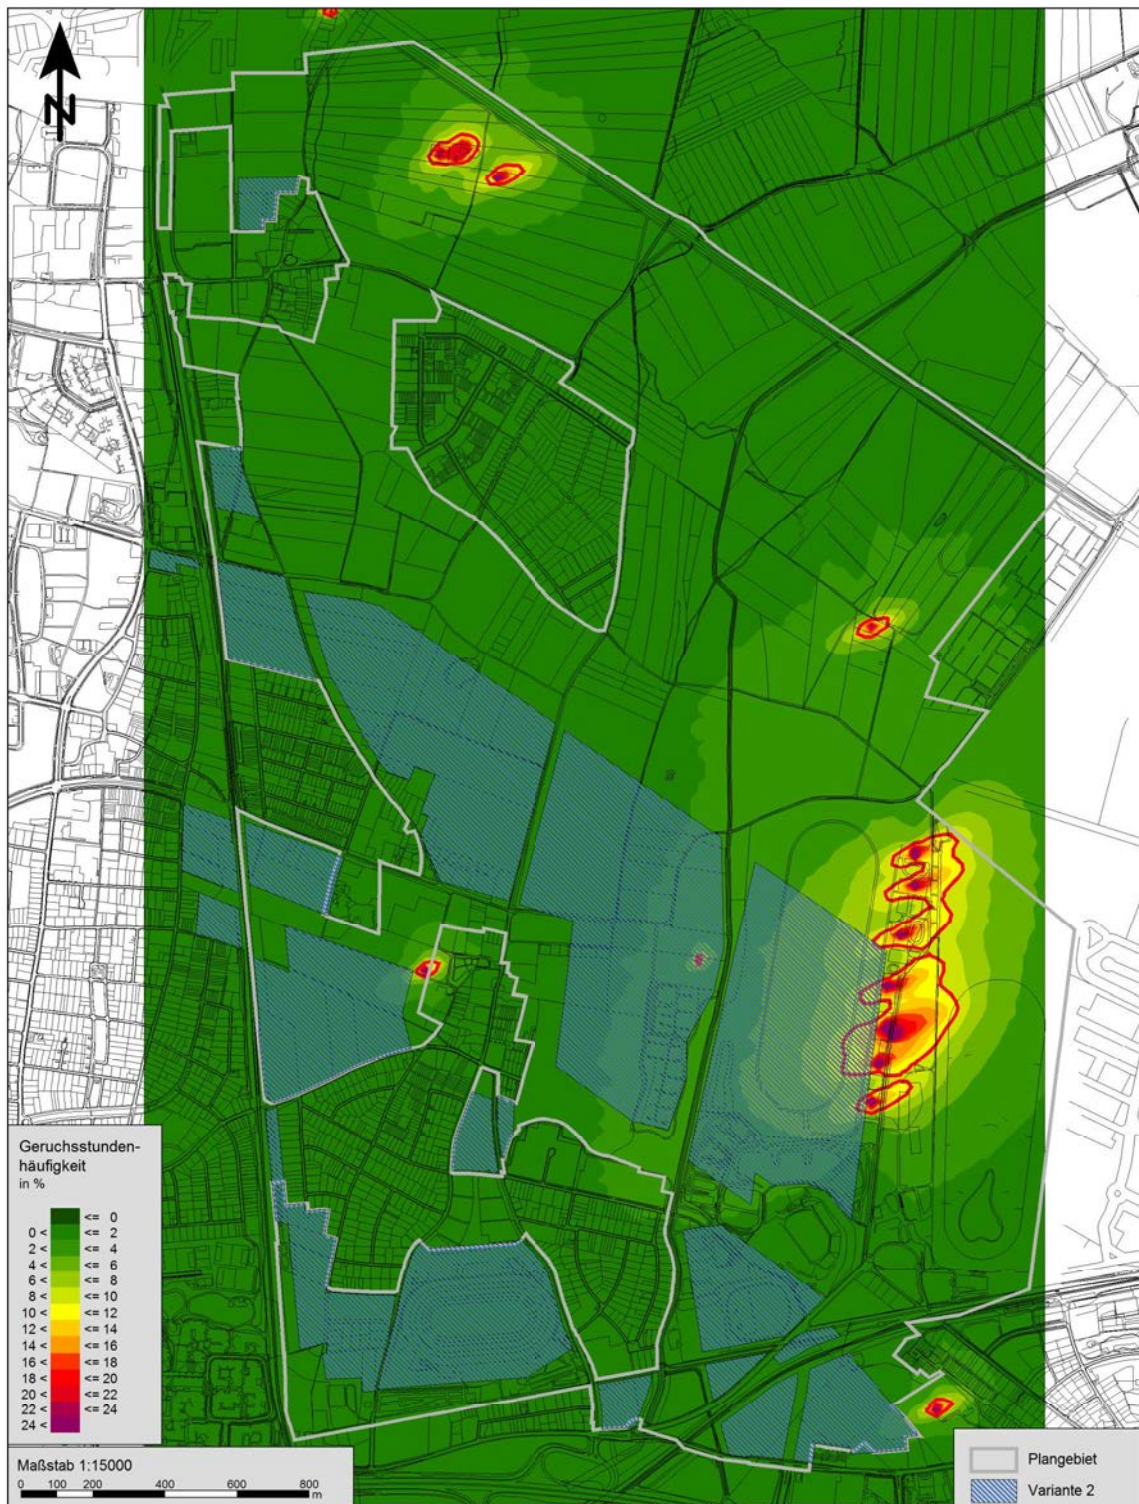 N
Geruchsstunden-
häufigkeit
in %
<= 0
0 < <= 2
2 < <= 4
4 < <= 6
6 < <= 8
8 < <= 10
10 < <= 12
12 < <= 14
14 < <= 16
16 < <= 18
18 < <= 20
20 < <= 22
22 < <= 24
24 <
Maßstab 1:15000
0 100 200 400 600 800
m
Plangebiet
Variante 2